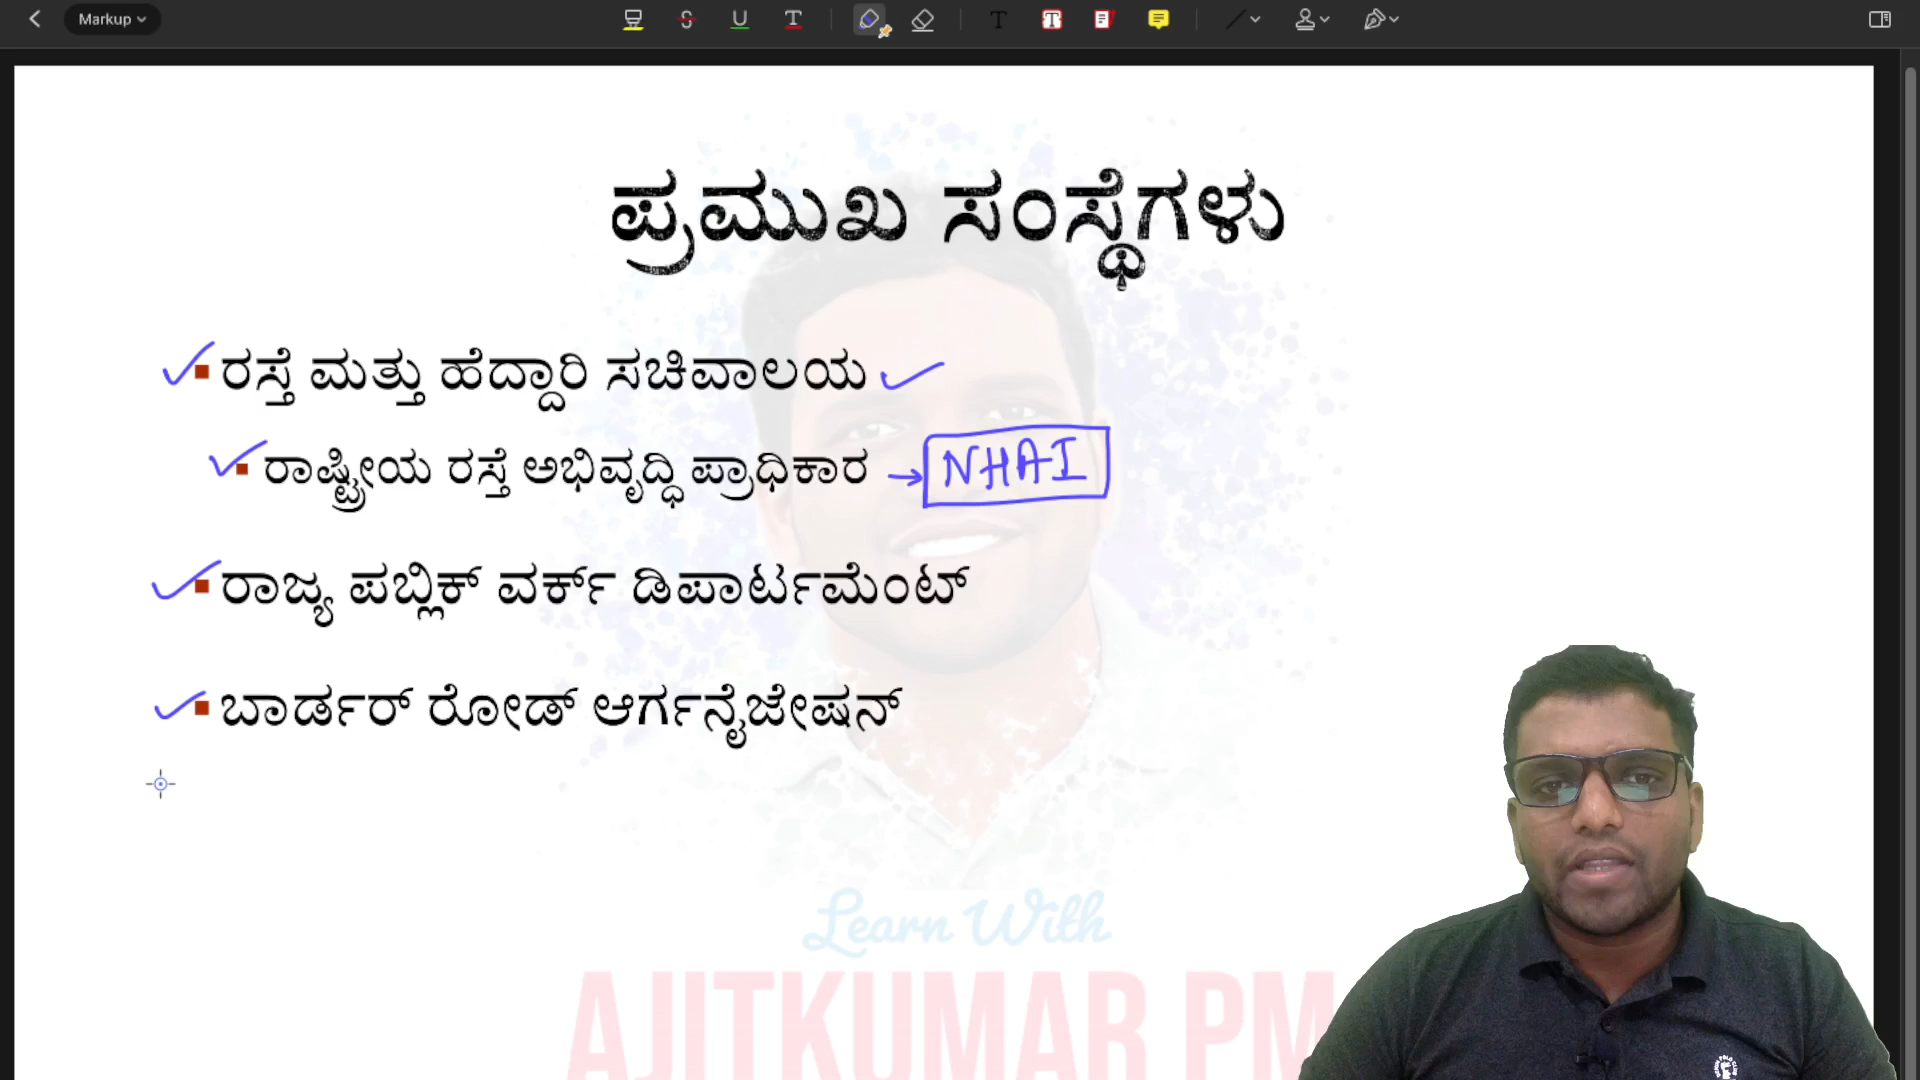 Markup
ಪ್ರಮುಖ ಸಂಸ್ಥೆಗಳು
ರಸ್ತೆ ಮತ್ತು ಹೆದ್ದಾರಿ ಸಚಿವಾಲಯ
ರಾಷ್ಟ್ರೀಯ ರಸ್ತೆ ಅಭಿವೃದ್ಧಿ ಪ್ರಾಧಿಕಾರ → NHAI
ರಾಜ್ಯ ಪಬ್ಲಿಕ್ ವರ್ಕ್ ಡಿಪಾರ್ಟಮೆಂಟ್
ಬಾರ್ಡರ್ ರೋಡ್ ಆರ್ಗನೈಜೇಷನ್
Learn With
AJITKUMAR PM